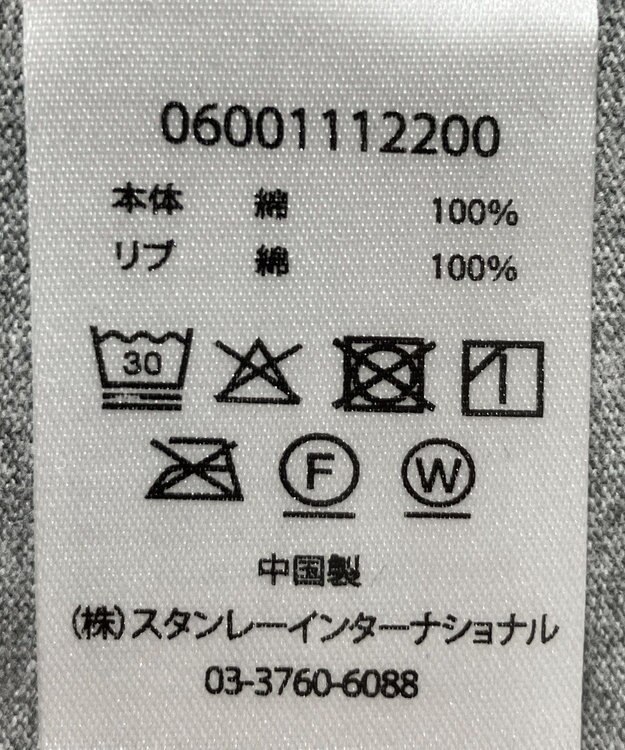 06001112200
本体 綿 100%
リブ 綿 100%
30
F W
中国製
(株)スタンレーインターナショナル
03-3760-6088